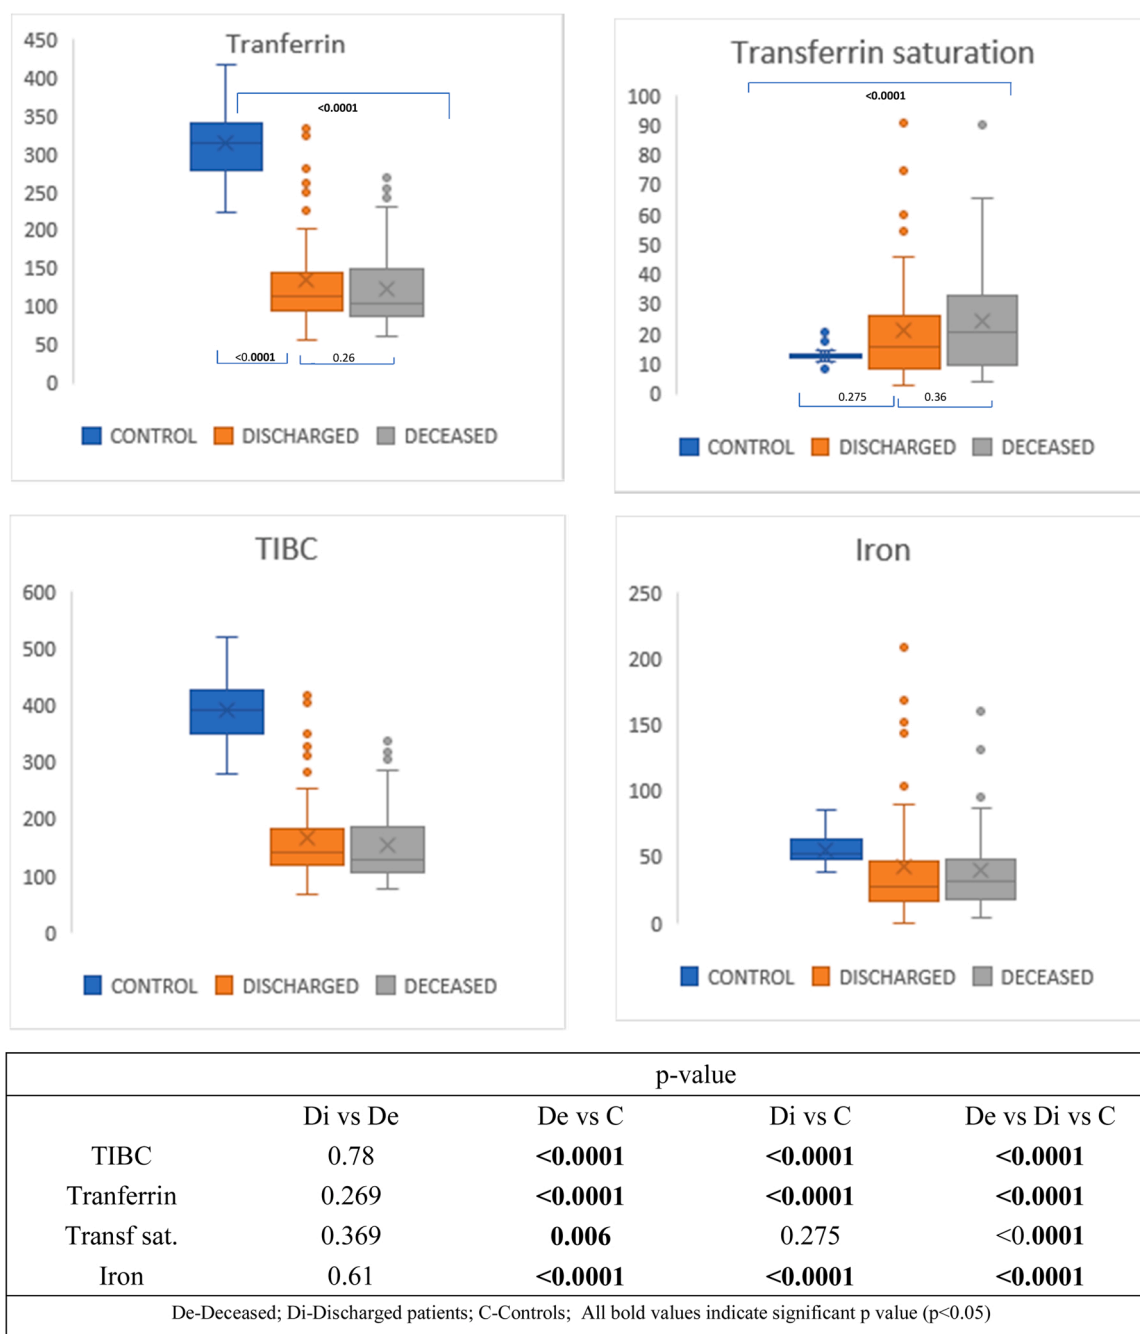 Tranferrin
450
400
350
300
250
200
150
100
50
0
<0.0001
<0.0001
0.26
CONTROL DISCHARGED DECEASED
Transferrin saturation
<0.0001
100
90
80
70
60
50
40
30
20
10
0
0.275
0.36
CONTROL DISCHARGED DECEASED
TIBC
600
500
400
300
200
100
0
CONTROL DISCHARGED DECEASED
Iron
250
200
150
100
50
0
CONTROL DISCHARGED DECEASED
p-value
Di vs De De vs C Di vs C De vs Di vs C
TIBC 0.78 <0.0001 <0.0001 <0.0001
Tranferrin 0.269 <0.0001 <0.0001 <0.0001
Transf sat. 0.369 0.006 0.275 <0.0001
Iron 0.61 <0.0001 <0.0001 <0.0001
De-Deceased; Di-Discharged patients; C-Controls; All bold values indicate significant p value (p<0.05)